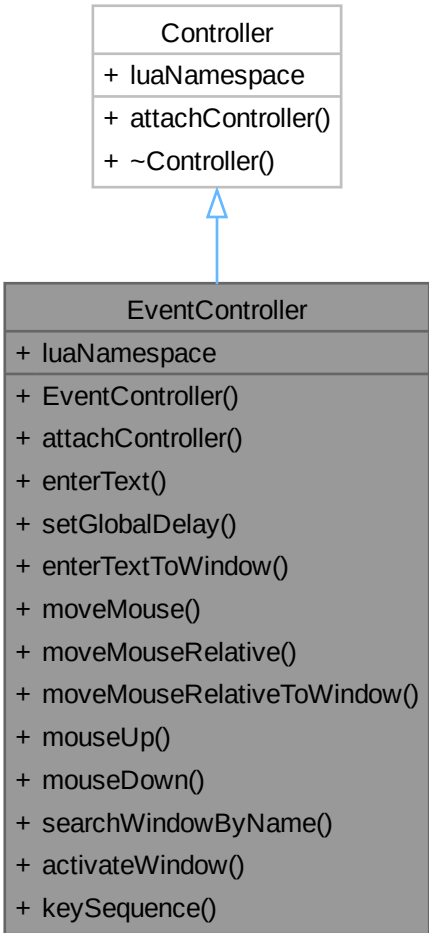 Controller
+ luaNamespace
+ attachController()
+ ~Controller()
EventController
+ luaNamespace
+ EventController()
+ attachController()
+ enterText()
+ setGlobalDelay()
+ enterTextToWindow()
+ moveMouse()
+ moveMouseRelative()
+ moveMouseRelativeToWindow()
+ mouseUp()
+ mouseDown()
+ searchWindowByName()
+ activateWindow()
+ keySequence()